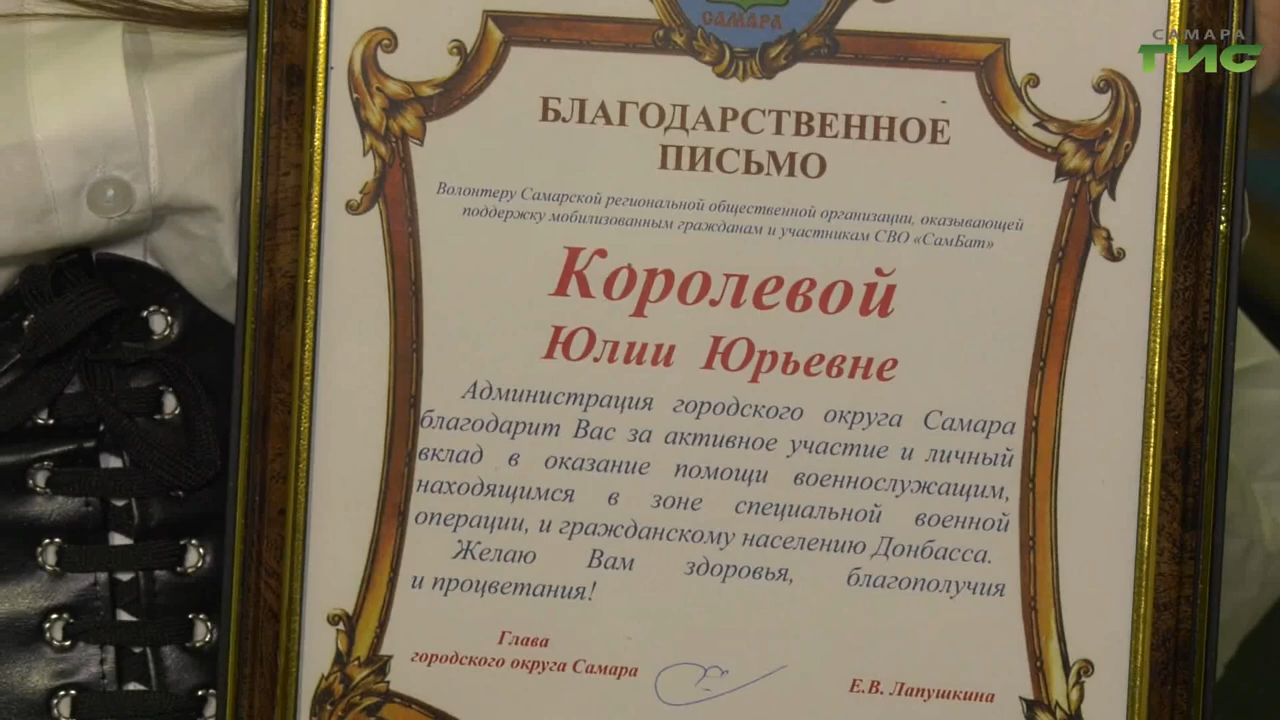 САМАРА
САМАРА
ТИС
БЛАГОДАРСТВЕННОЕ
ПИСЬМО
Волонтеру Самарской региональной общественной организации, оказывающей
поддержку мобилизованным гражданам и участникам СВО «СамБат»
Королевой
Юлии Юрьевне
Администрация городского округа Самара
благодарит Вас за активное участие и личный
вклад в оказание помощи военнослужащим,
находящимся в зоне специальной военной
операции, и гражданскому населению Донбасса.
Желаю Вам здоровья, благополучия
и процветания!
Глава
городского округа Самара
Е.В. Лапушкина